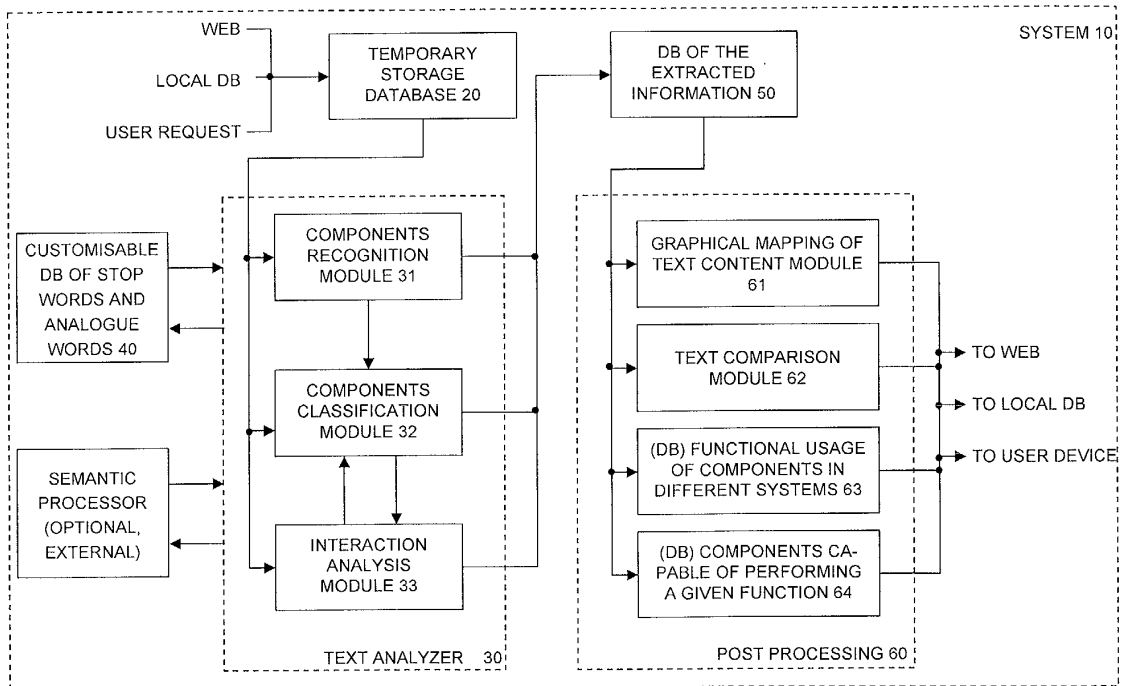 SYSTEM 10
WEB
LOCAL DB
USER REQUEST
TEMPORARY
STORAGE
DATABASE 20
DB OF THE
EXTRACTED
INFORMATION 50
CUSTOMISABLE
DB OF STOP
WORDS AND
ANALOGUE
WORDS 40
SEMANTIC
PROCESSOR
(OPTIONAL,
EXTERNAL)
COMPONENTS
RECOGNITION
MODULE 31
COMPONENTS
CLASSIFICATION
MODULE 32
INTERACTION
ANALYSIS
MODULE 33
TEXT ANALYZER 30
GRAPHICAL MAPPING OF
TEXT CONTENT MODULE
61
TEXT COMPARISON
MODULE 62
(DB) FUNCTIONAL USAGE
OF COMPONENTS IN
DIFFERENT SYSTEMS 63
(DB) COMPONENTS CA-
PABLE OF PERFORMING
A GIVEN FUNCTION 64
POST PROCESSING 60
TO WEB
TO LOCAL DB
TO USER DEVICE